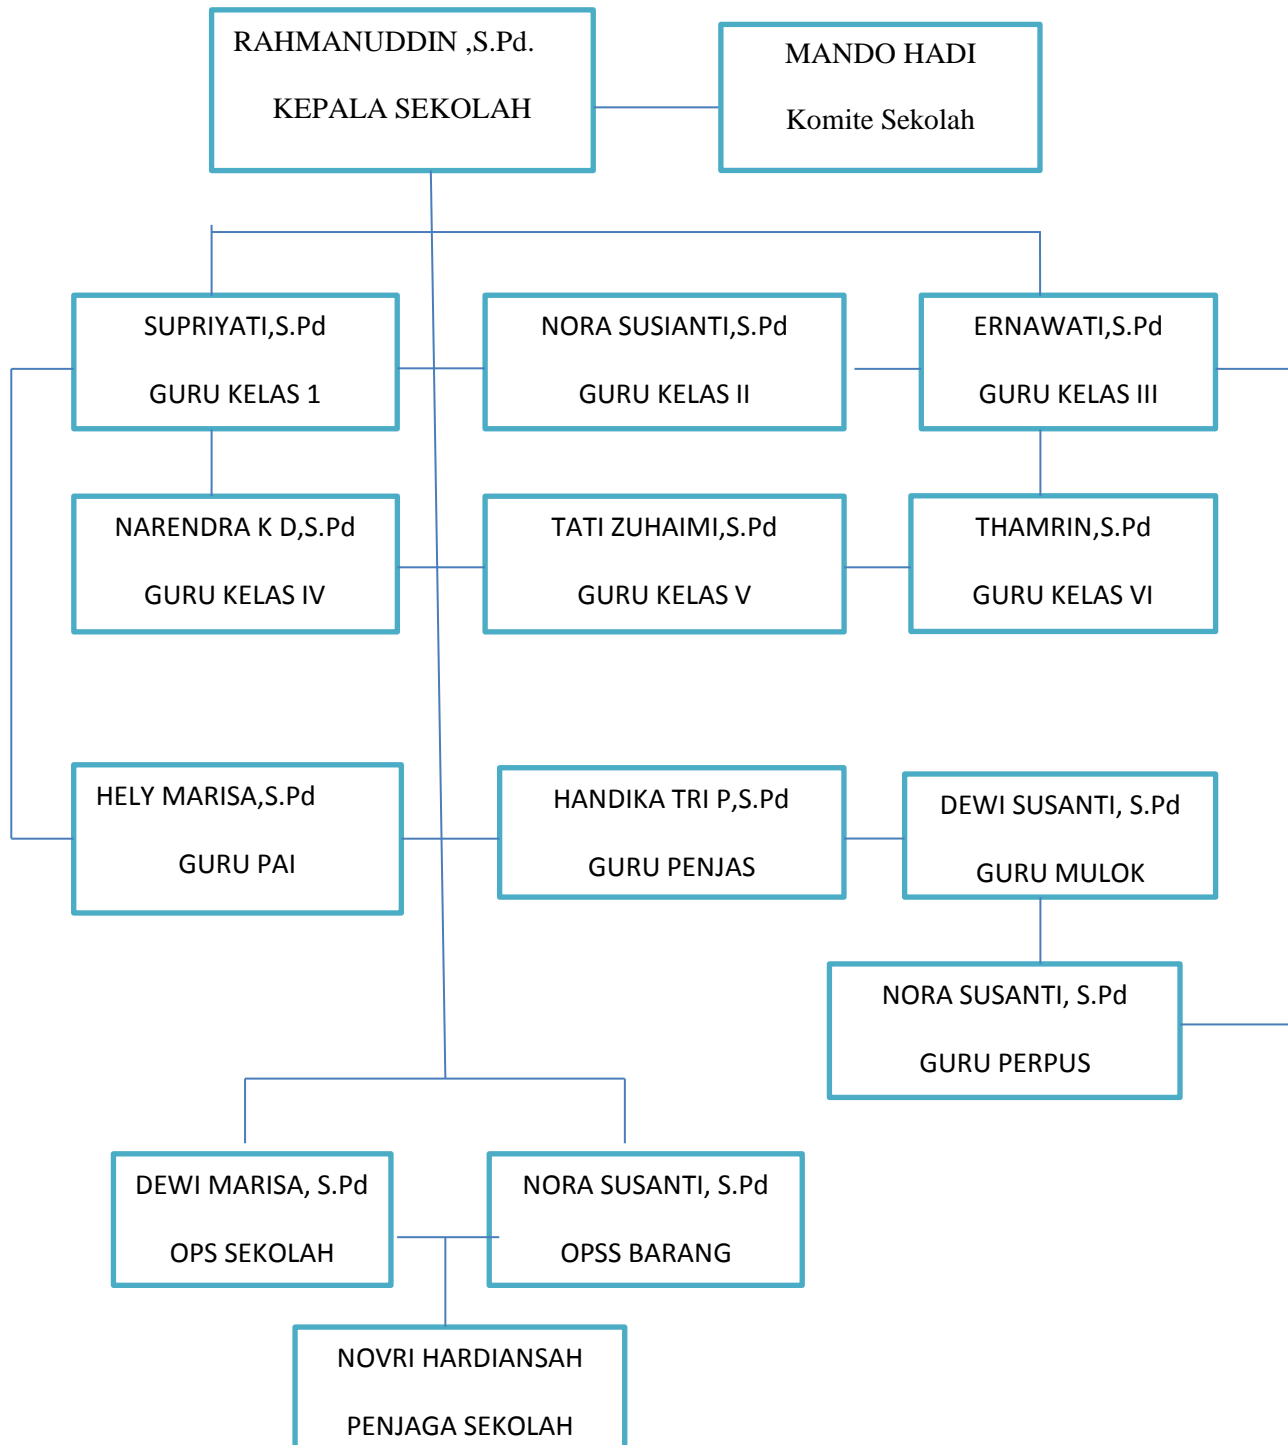 RAHMANUDDIN ,S.Pd.
KEPALA SEKOLAH
MANDO HADI
Komite Sekolah
SUPRIYATI,S.Pd
GURU KELAS 1
NORA SUSIANTI,S.Pd
GURU KELAS II
ERNAWATI,S.Pd
GURU KELAS III
NARENDRA K D,S.Pd
GURU KELAS IV
TATI ZUHAIMI,S.Pd
GURU KELAS V
THAMRIN,S.Pd
GURU KELAS VI
HELY MARISA,S.Pd
GURU PAI
HANDIKA TRI P,S.Pd
GURU PENJAS
DEWI SUSANTI, S.Pd
GURU MULOK
NORA SUSANTI, S.Pd
GURU PERPUS
DEWI MARISA, S.Pd
OPS SEKOLAH
NORA SUSANTI, S.Pd
OPSS BARANG
NOVRI HARDIANSAH
PENJAGA SEKOLAH